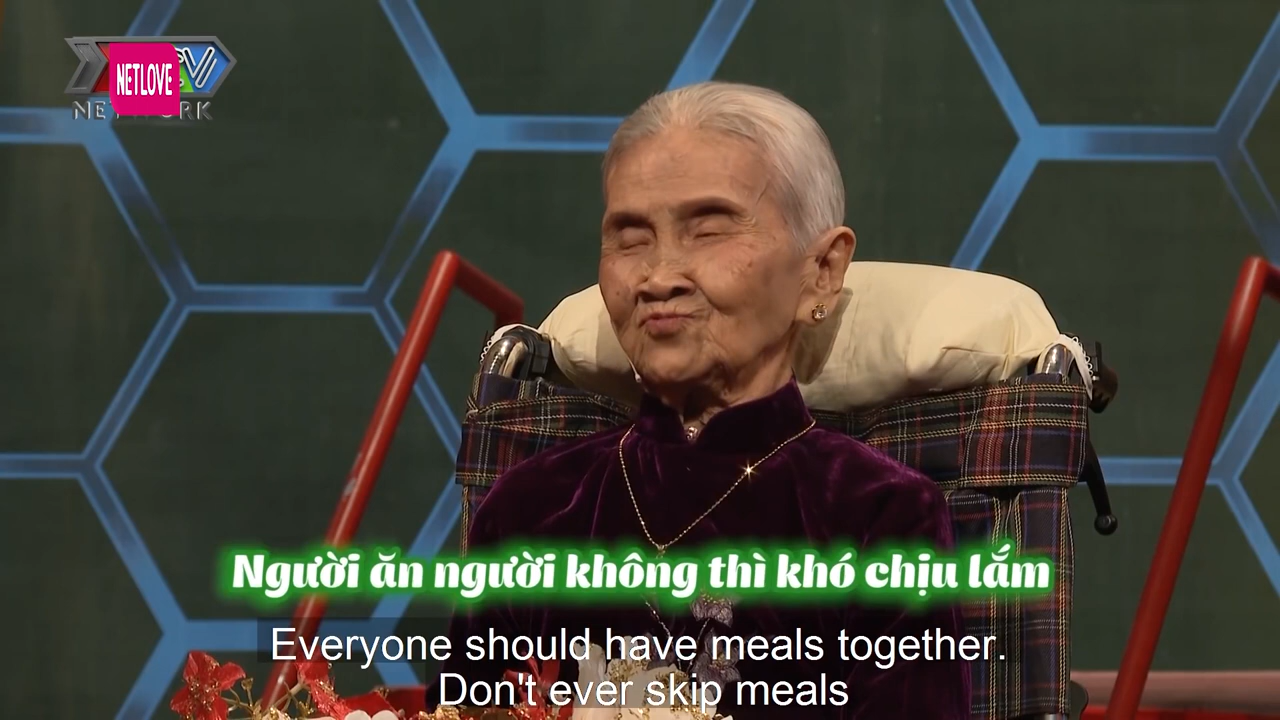 NETLOVE
TV
NETWORK
Người ăn người không thì khó chịu lắm
Everyone should have meals together.
Don't ever skip meals